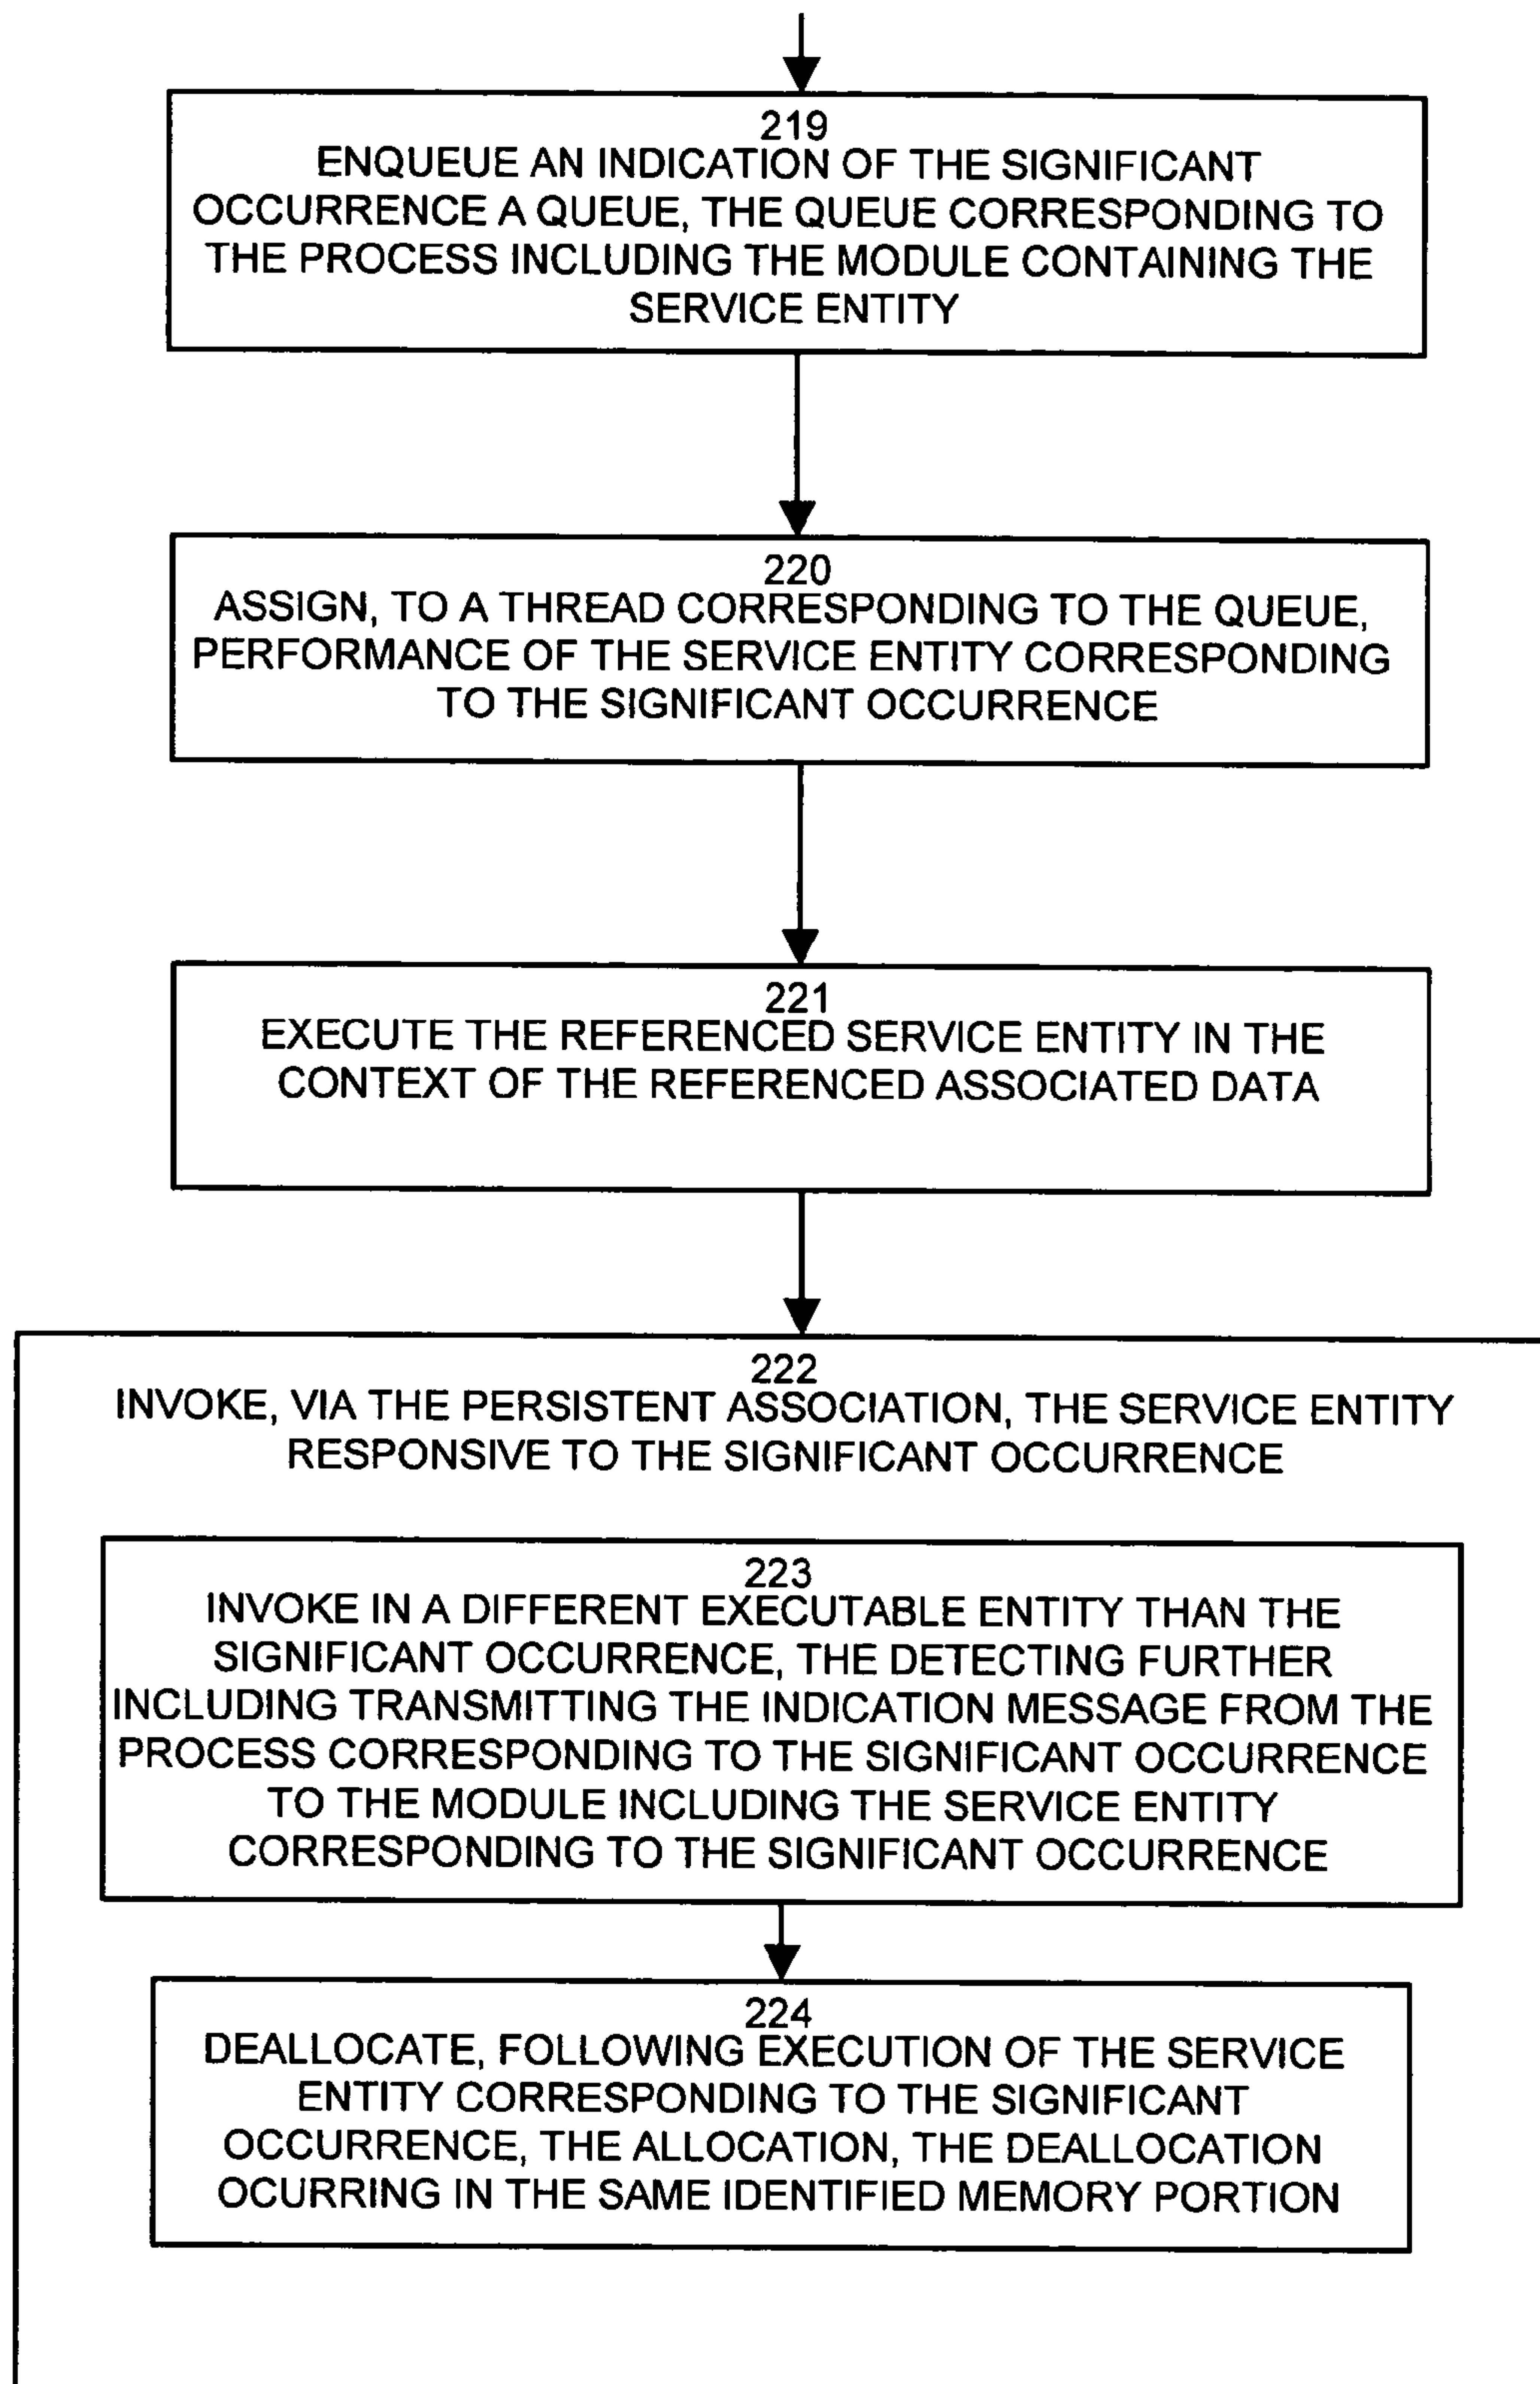 219
ENQUEUE AN INDICATION OF THE SIGNIFICANT
OCCURRENCE A QUEUE, THE QUEUE CORRESPONDING TO
THE PROCESS INCLUDING THE MODULE CONTAINING THE
SERVICE ENTITY
220
ASSIGN, TO A THREAD CORRESPONDING TO THE QUEUE,
PERFORMANCE OF THE SERVICE ENTITY CORRESPONDING
TO THE SIGNIFICANT OCCURRENCE
221
EXECUTE THE REFERENCED SERVICE ENTITY IN THE
CONTEXT OF THE REFERENCED ASSOCIATED DATA
222
INVOKE, VIA THE PERSISTENT ASSOCIATION, THE SERVICE ENTITY
RESPONSIVE TO THE SIGNIFICANT OCCURRENCE
223
INVOKE IN A DIFFERENT EXECUTABLE ENTITY THAN THE
SIGNIFICANT OCCURRENCE, THE DETECTING FURTHER
INCLUDING TRANSMITTING THE INDICATION MESSAGE FROM THE
PROCESS CORRESPONDING TO THE SIGNIFICANT OCCURRENCE
TO THE MODULE INCLUDING THE SERVICE ENTITY
CORRESPONDING TO THE SIGNIFICANT OCCURRENCE
224
DEALLOCATE, FOLLOWING EXECUTION OF THE SERVICE
ENTITY CORRESPONDING TO THE SIGNIFICANT
OCCURRENCE, THE ALLOCATION, THE DEALLOCATION
OCURRING IN THE SAME IDENTIFIED MEMORY PORTION